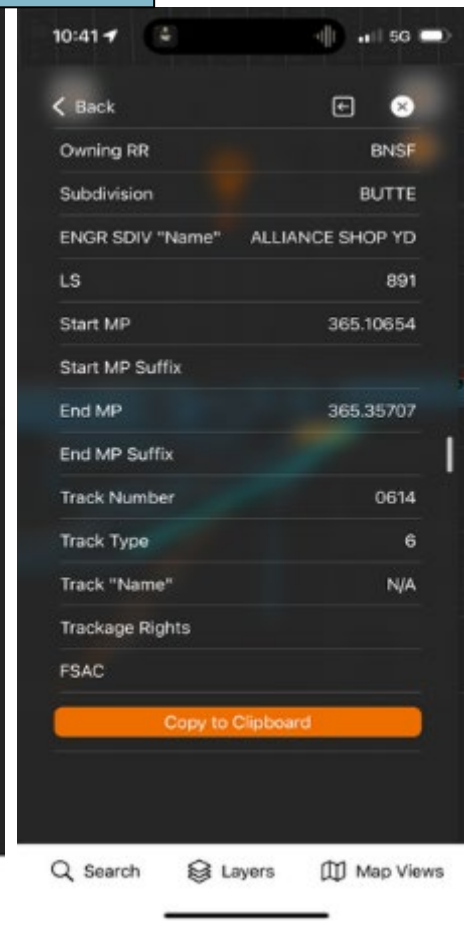 10:41
5G
Back
Owning RR BNSF
Subdivision BUTTE
ENGR SDIV "Name" ALLIANCE SHOP YD
LS 891
Start MP 365.10654
Start MP Suffix
End MP 365.35707
End MP Suffix
Track Number 0614
Track Type 6
Track "Name" N/A
Trackage Rights
FSAC
Copy to Clipboard
Search Layers Map Views